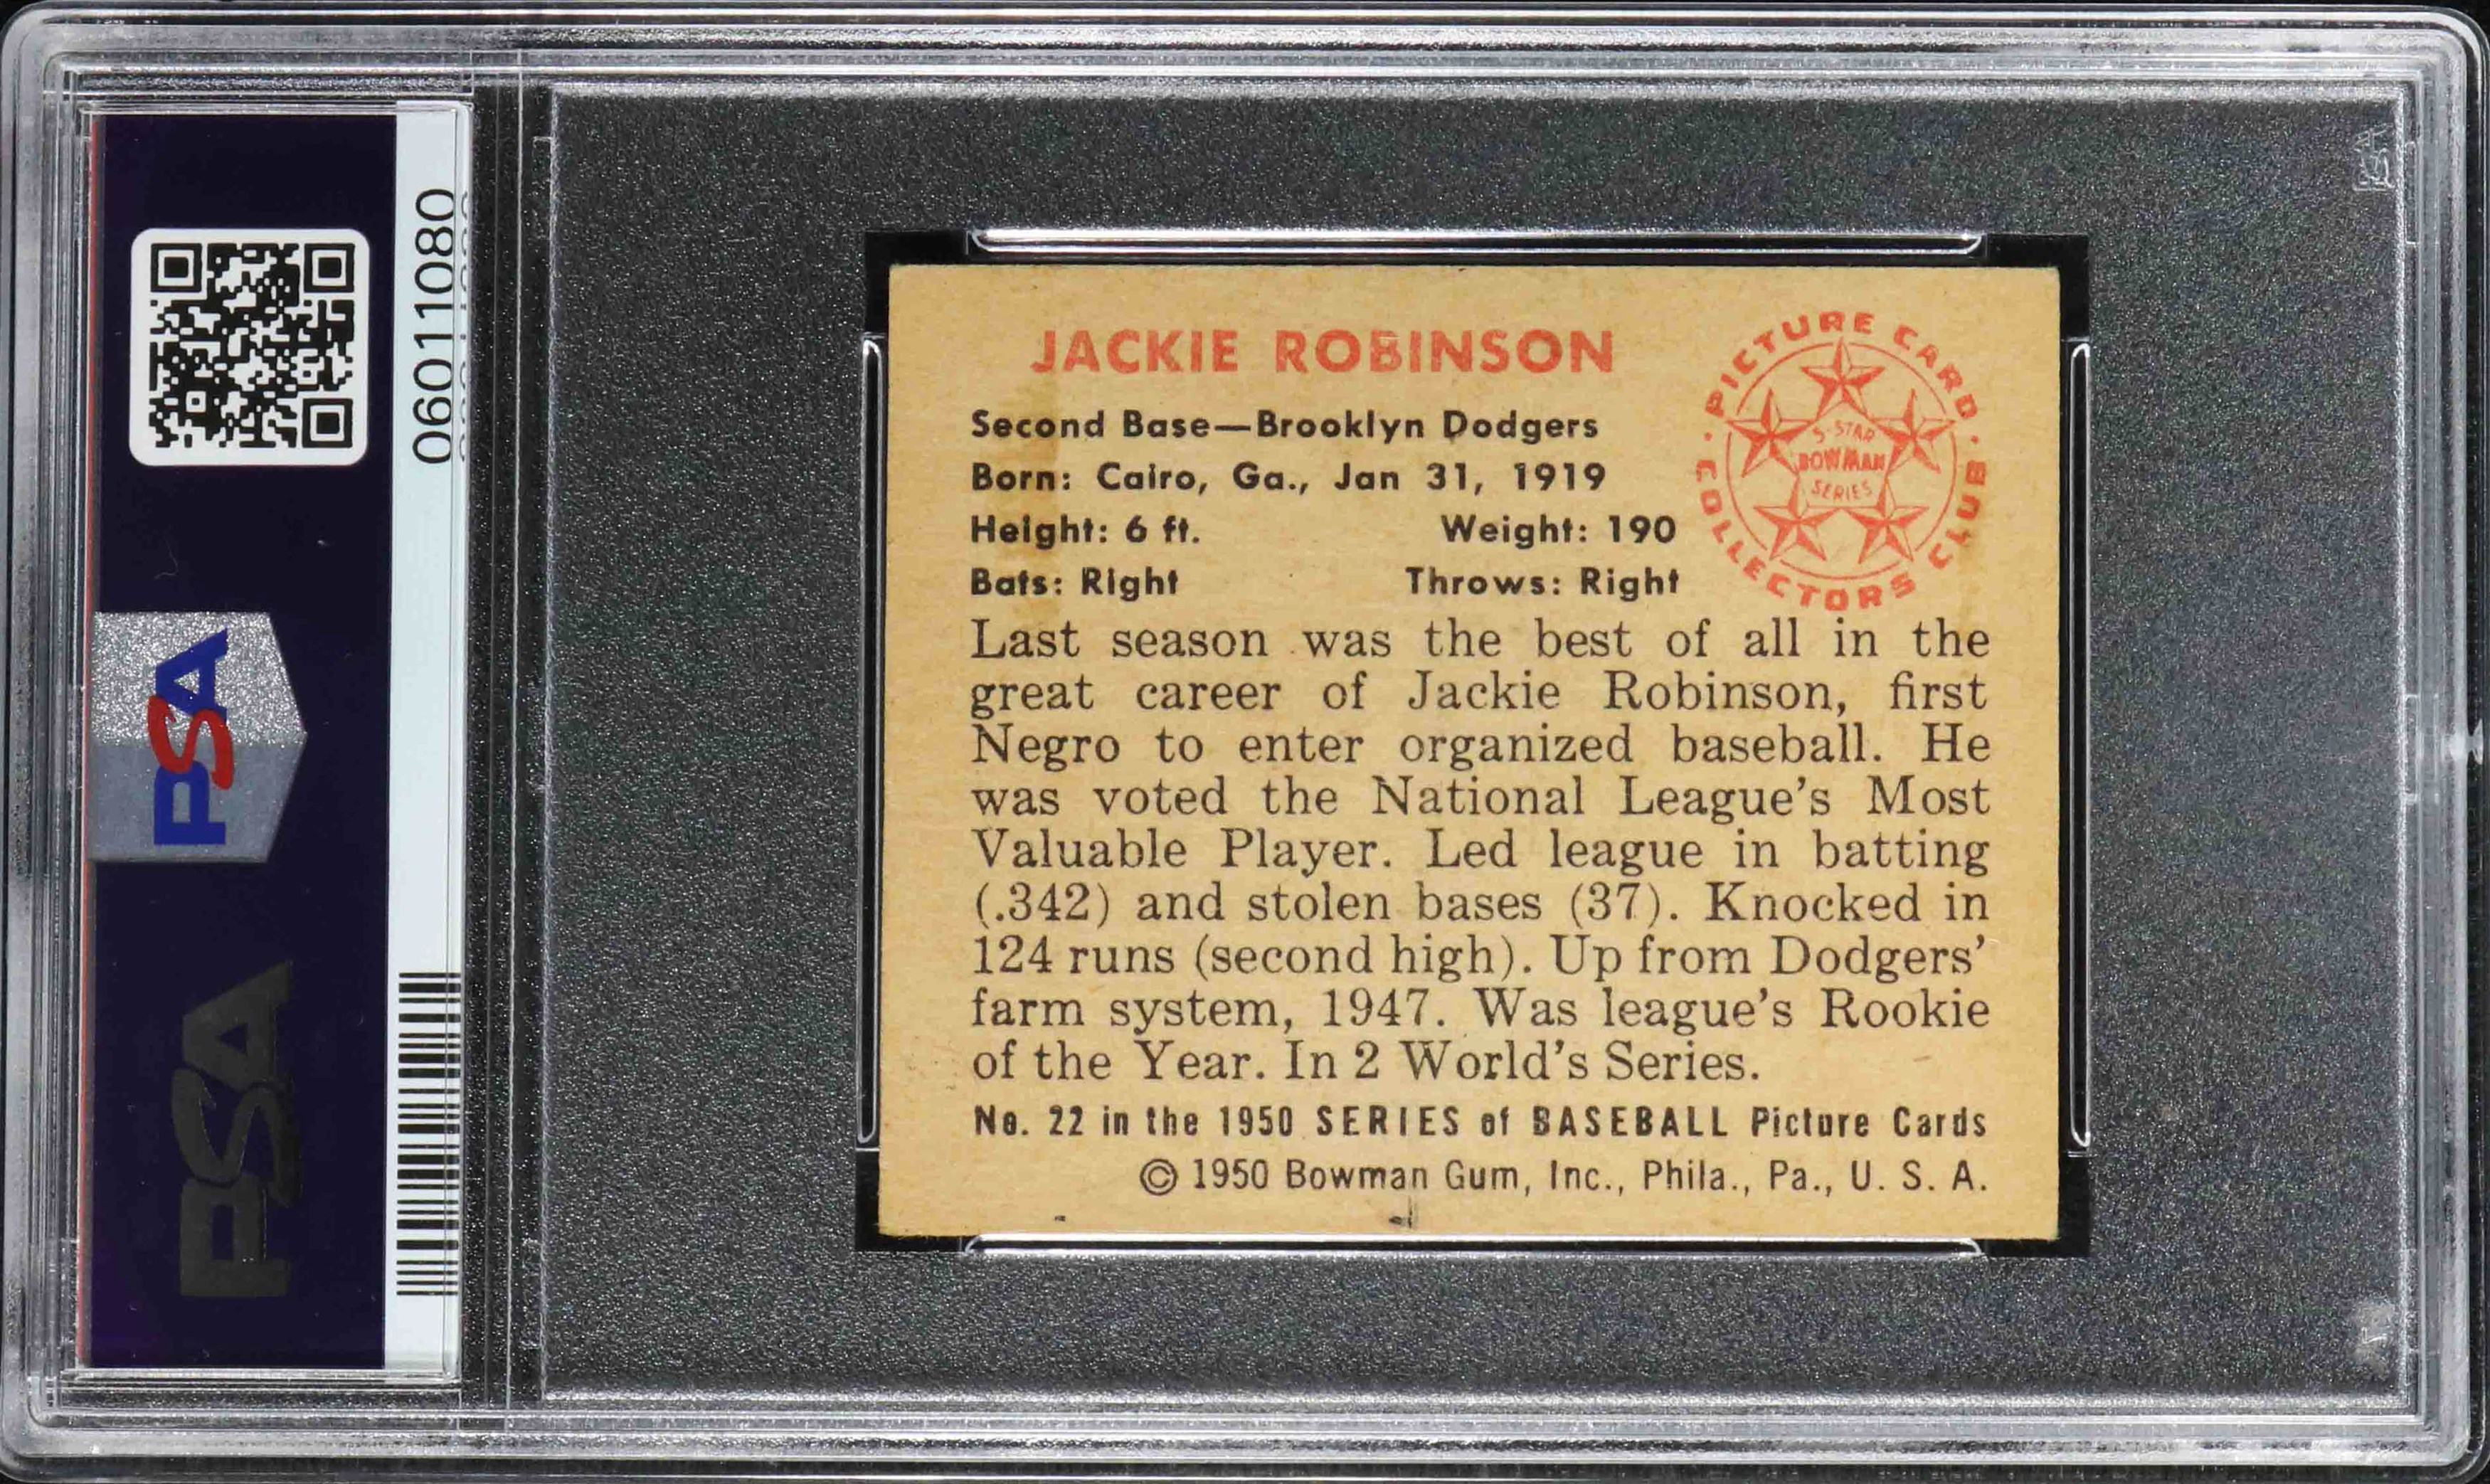 06011080
PSA
PSA
JACKIE ROBINSON
PICTURE CARD · COLLECTORS CLUB ·
5-STAR
BOWMAN
SERIES
Second Base—Brooklyn Dodgers
Born: Cairo, Ga., Jan 31, 1919
Height: 6 ft. Weight: 190
Bats: Right Throws: Right
Last season was the best of all in the
great career of Jackie Robinson, first
Negro to enter organized baseball. He
was voted the National League's Most
Valuable Player. Led league in batting
(.342) and stolen bases (37). Knocked in
124 runs (second high). Up from Dodgers'
farm system, 1947. Was league's Rookie
of the Year. In 2 World's Series.
No. 22 in the 1950 SERIES of BASEBALL Picture Cards
© 1950 Bowman Gum, Inc., Phila., Pa., U. S. A.